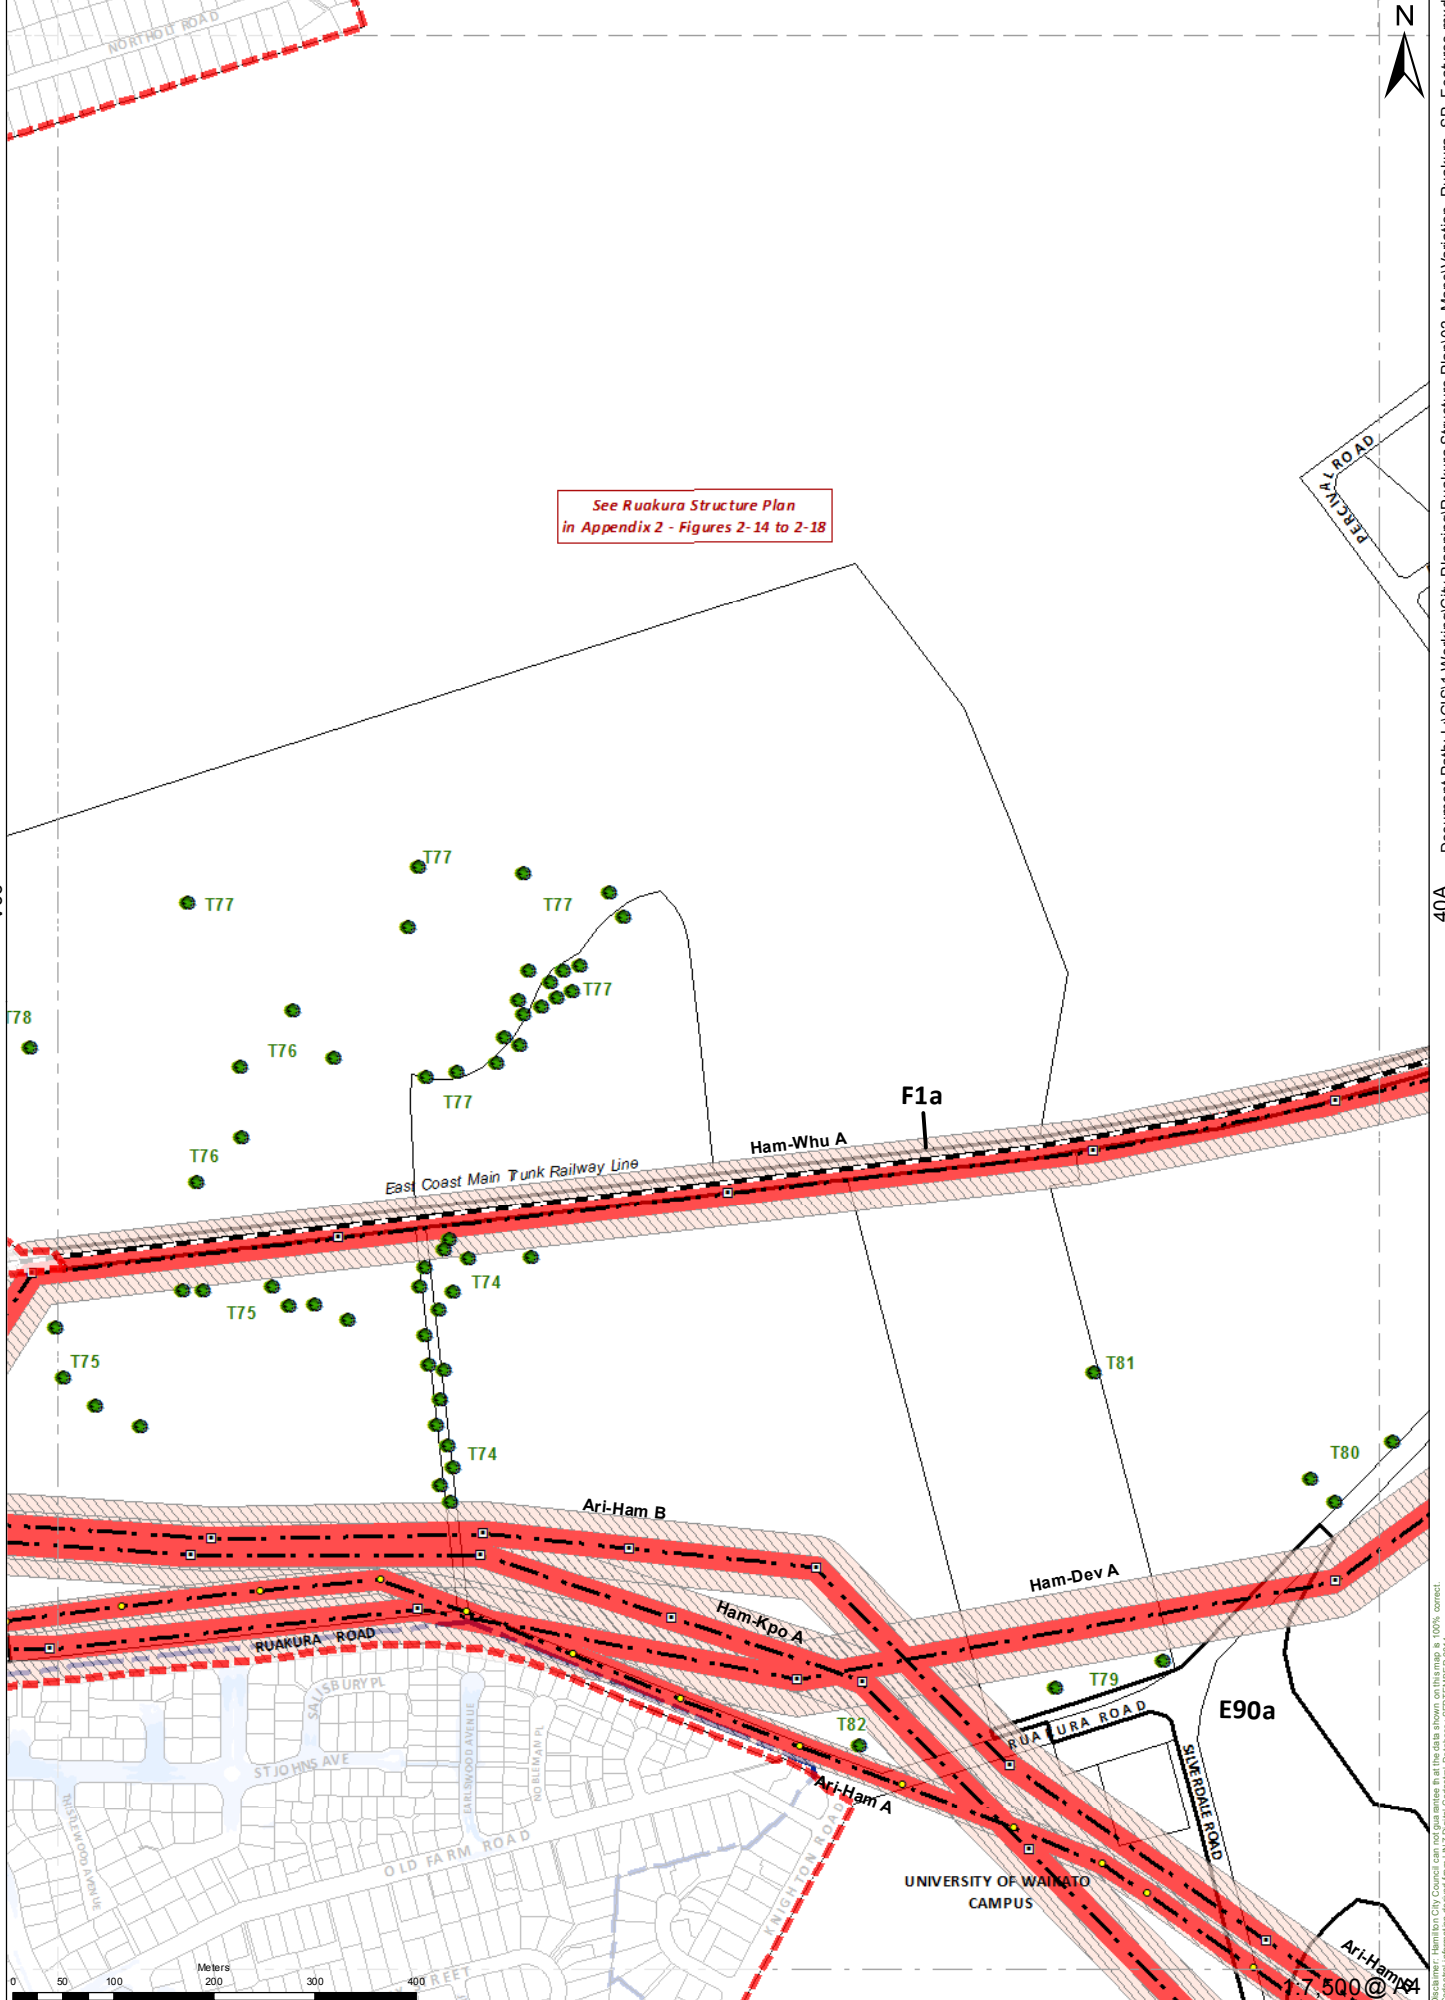 NORTHOLT ROAD
N
PERCIVAL ROAD
PERCIVAL ROAD
See Ruakura Structure Plan
in Appendix 2 - Figures 2-14 to 2-18
40A
T77
T77
T77
T77
T78
T76
T77
T76
F1a
Ham-Whu A
East Coast Main Trunk Railway Line
T74
T75
T75
T81
T74
T80
Ari-Ham B
Ham-Dev A
Ham-Kpo A
RUAKURA ROAD
T79
SALISBURY PL
E90a
RUAKURA ROAD
T82
NOBLEMAN PL
EARLSWOOD AVENUE
ST JOHNS AVE
SILVERDALE ROAD
Ari-Ham A
THISTLEWOOD AVENUE
OLD FARM ROAD
KNIGHTON ROAD
UNIVERSITY OF WAIKATO
CAMPUS
Ari-Ham B
Meters
0 50 100 200 300 400
1:7,500 @ A4